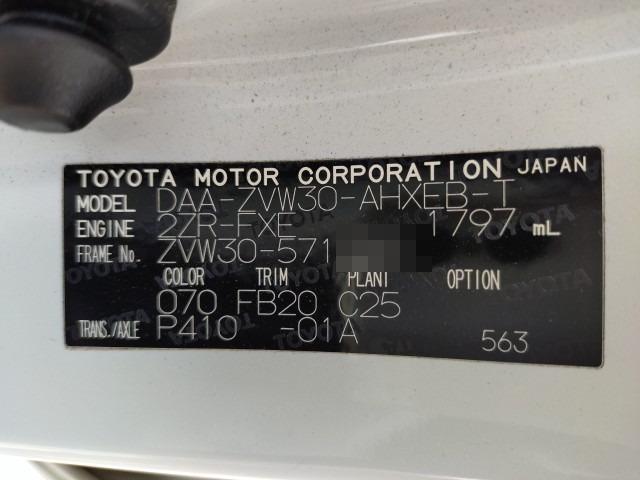 TOYOTA MOTOR CORPORATION JAPAN
MODEL DAA-ZVW30-AHXEB-T
ENGINE 2ZR-FXE 1797 mL
FRAME No. ZVW30-571
COLOR TRIM PLANT OPTION
070 FB20 C25
TRANS./AXLE P410 -01A 563